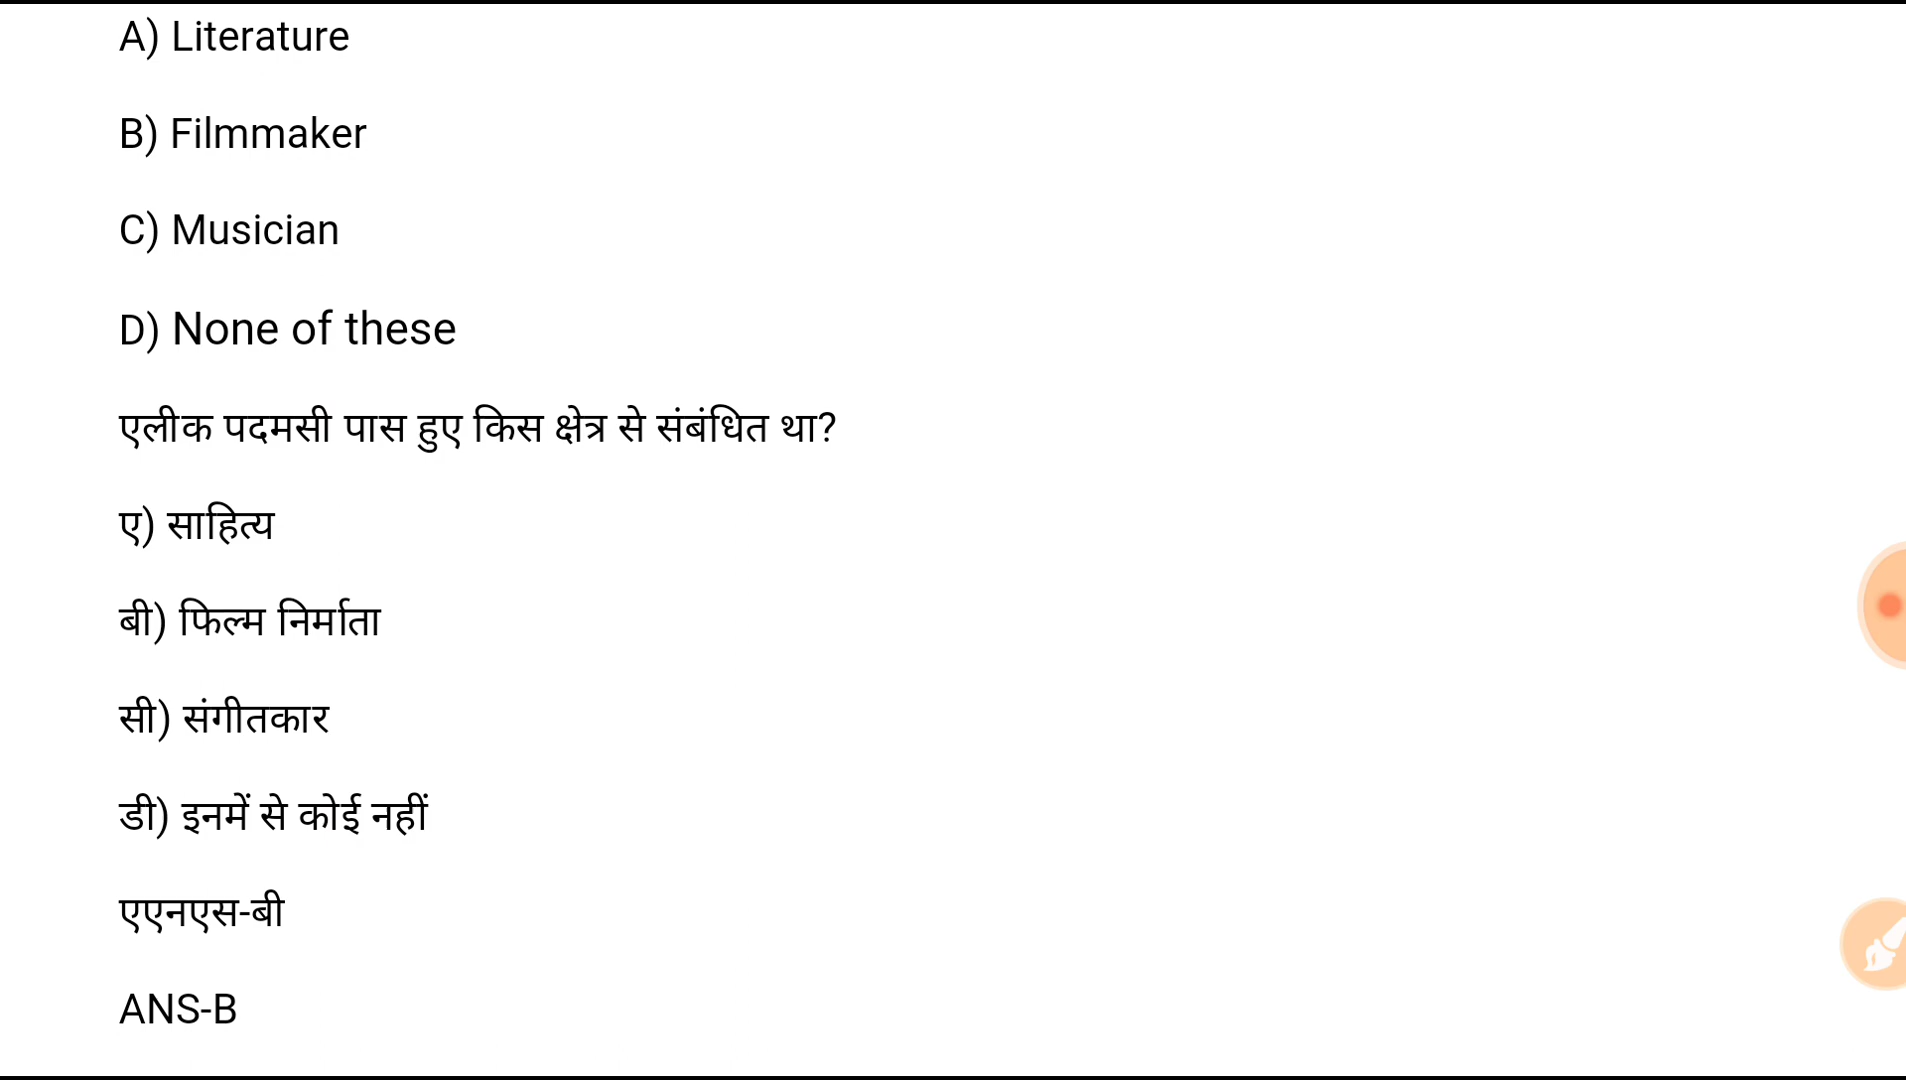 A) Literature
B) Filmmaker
C) Musician
D) None of these
एलीक पदमसी पास हुए किस क्षेत्र से संबंधित था?
ए) साहित्य
बी) फिल्म निर्माता
सी) संगीतकार
डी) इनमें से कोई नहीं
एएनएस-बी
ANS-B